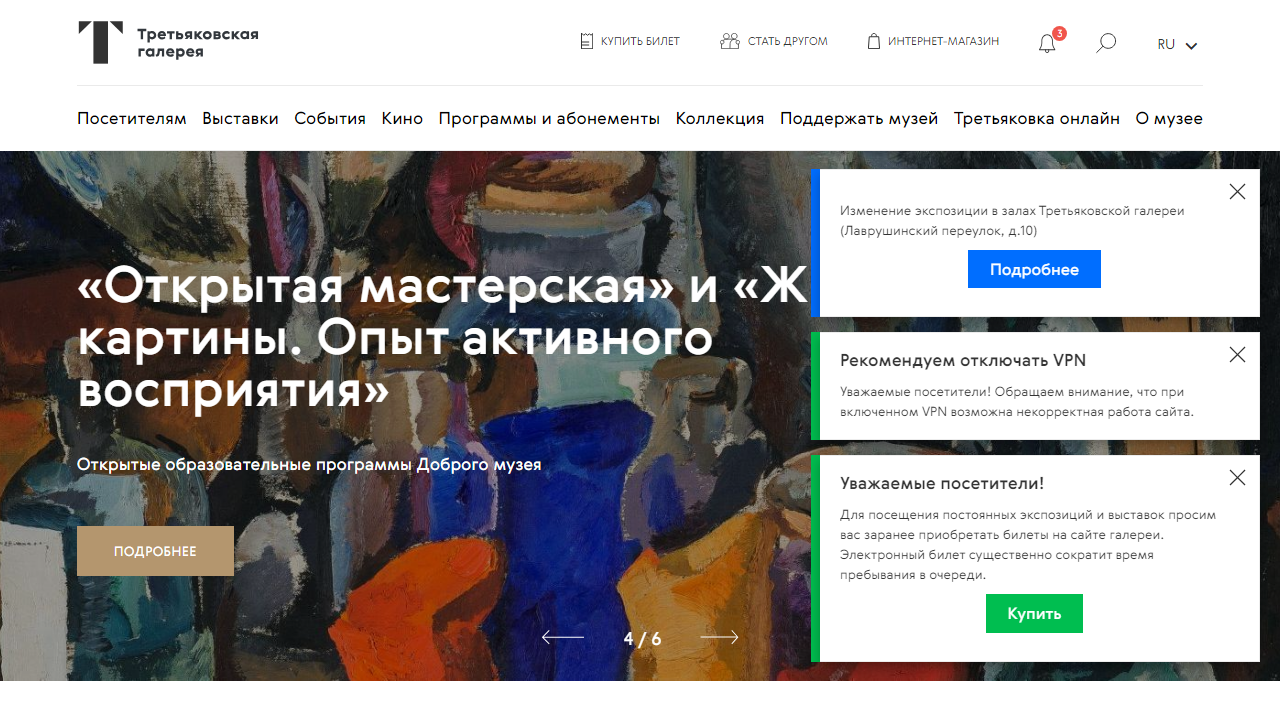 Третьяковская
галерея
КУПИТЬ БИЛЕТ
СТАТЬ ДРУГОМ
ИНТЕРНЕТ-МАГАЗИН
3
RU
Посетителям Выставки События Кино Программы и абонементы Коллекция Поддержать музей Третьяковка онлайн О музее
«Открытая мастерская» и «Ж
картины. Опыт активного
восприятия»
Открытые образовательные программы Доброго музея
ПОДРОБНЕЕ
4 / 6
Изменение экспозиции в залах Третьяковской галереи
(Лаврушинский переулок, д.10)
Подробнее
Рекомендуем отключать VPN
Уважаемые посетители! Обращаем внимание, что при
включенном VPN возможна некорректная работа сайта.
Уважаемые посетители!
Для посещения постоянных экспозиций и выставок просим
вас заранее приобретать билеты на сайте галереи.
Электронный билет существенно сократит время
пребывания в очереди.
Купить